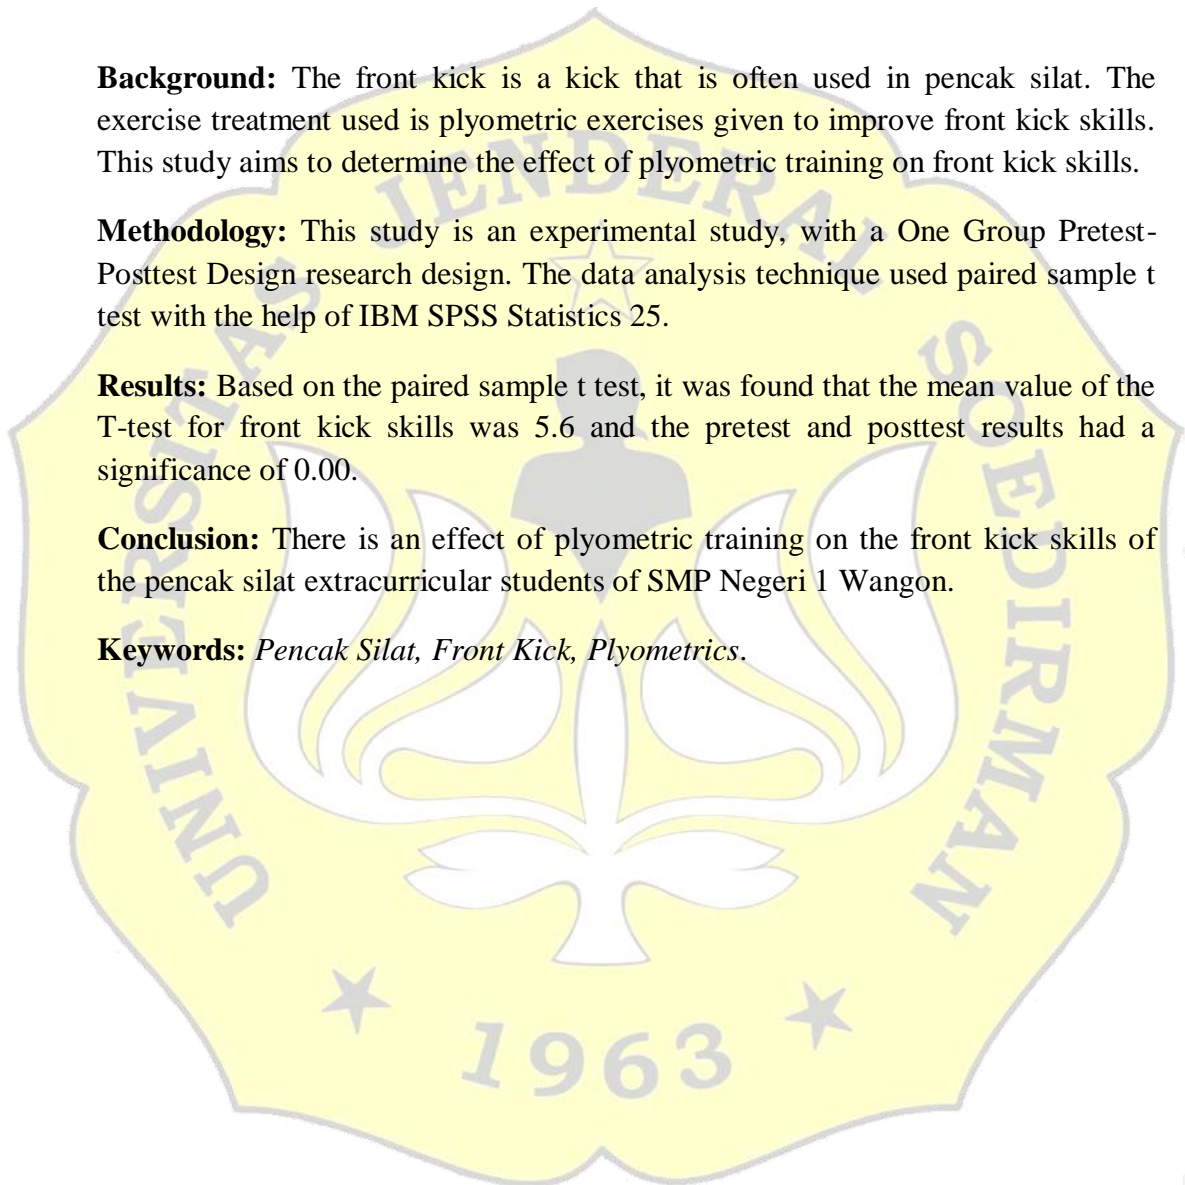 Background: The front kick is a kick that is often used in pencak silat. The
exercise treatment used is plyometric exercises given to improve front kick skills.
This study aims to determine the effect of plyometric training on front kick skills.
Methodology: This study is an experimental study, with a One Group Pretest-
Posttest Design research design. The data analysis technique used paired sample t
test with the help of IBM SPSS Statistics 25.
Results: Based on the paired sample t test, it was found that the mean value of the
T-test for front kick skills was 5.6 and the pretest and posttest results had a
significance of 0.00.
Conclusion: There is an effect of plyometric training on the front kick skills of
the pencak silat extracurricular students of SMP Negeri 1 Wangon.
Keywords: Pencak Silat, Front Kick, Plyometrics.
UNIVERSITAS JENDERAL SOEDIRMAN
1963